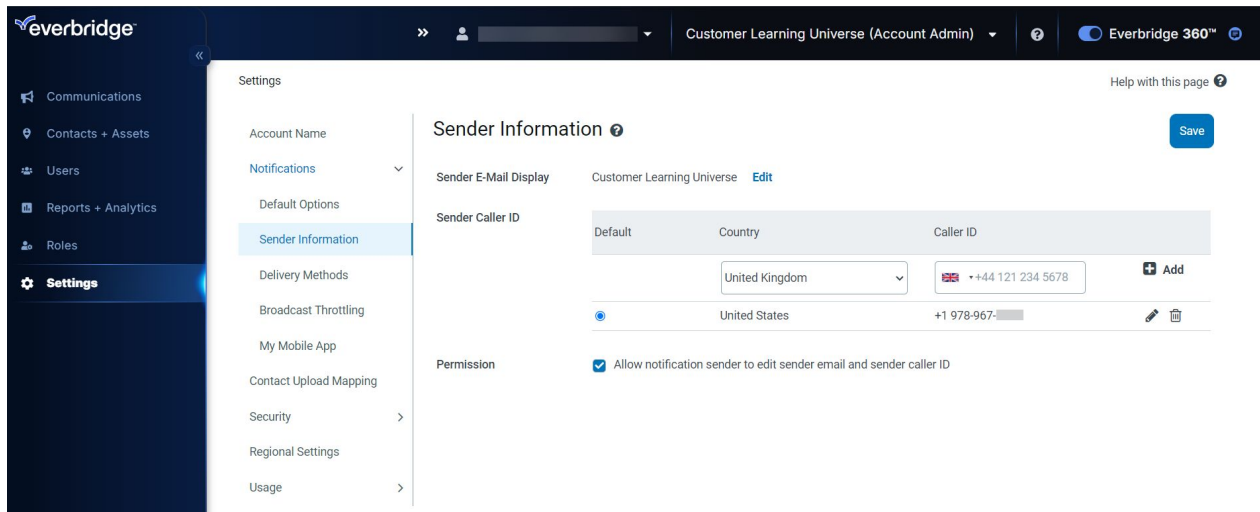 everbridge™
» Customer Learning Universe (Account Admin) Everbridge 360™
«
Communications
Contacts + Assets
Users
Reports + Analytics
Roles
Settings
Settings
Help with this page
Account Name
Notifications
Default Options
Sender Information
Delivery Methods
Broadcast Throttling
My Mobile App
Contact Upload Mapping
Security
Regional Settings
Usage
Sender Information
Save
Sender E-Mail Display Customer Learning Universe Edit
Sender Caller ID
Default Country Caller ID
United Kingdom +44 121 234 5678 Add
United States +1 978-967-
Permission Allow notification sender to edit sender email and sender caller ID